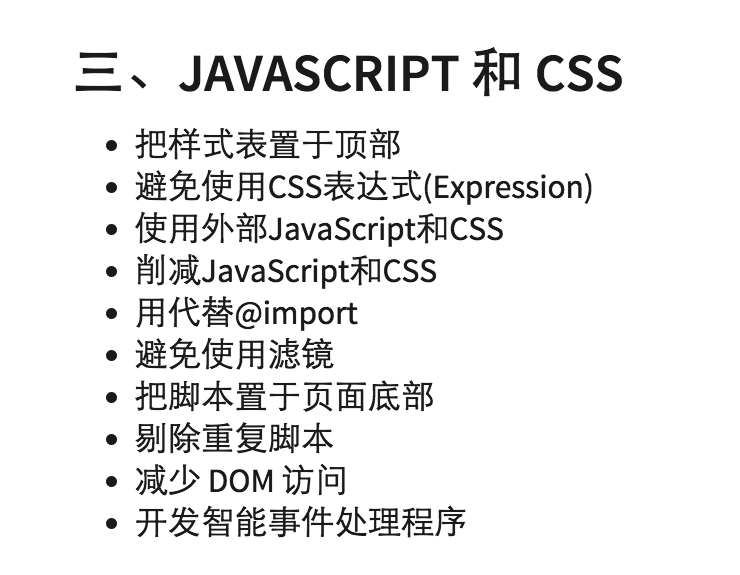 三、JAVASCRIPT 和 CSS
• 把样式表置于顶部
• 避免使用CSS表达式(Expression)
• 使用外部JavaScript和CSS
• 削减JavaScript和CSS
• 用代替@import
• 避免使用滤镜
• 把脚本置于页面底部
• 剔除重复脚本
• 减少 DOM 访问
• 开发智能事件处理程序